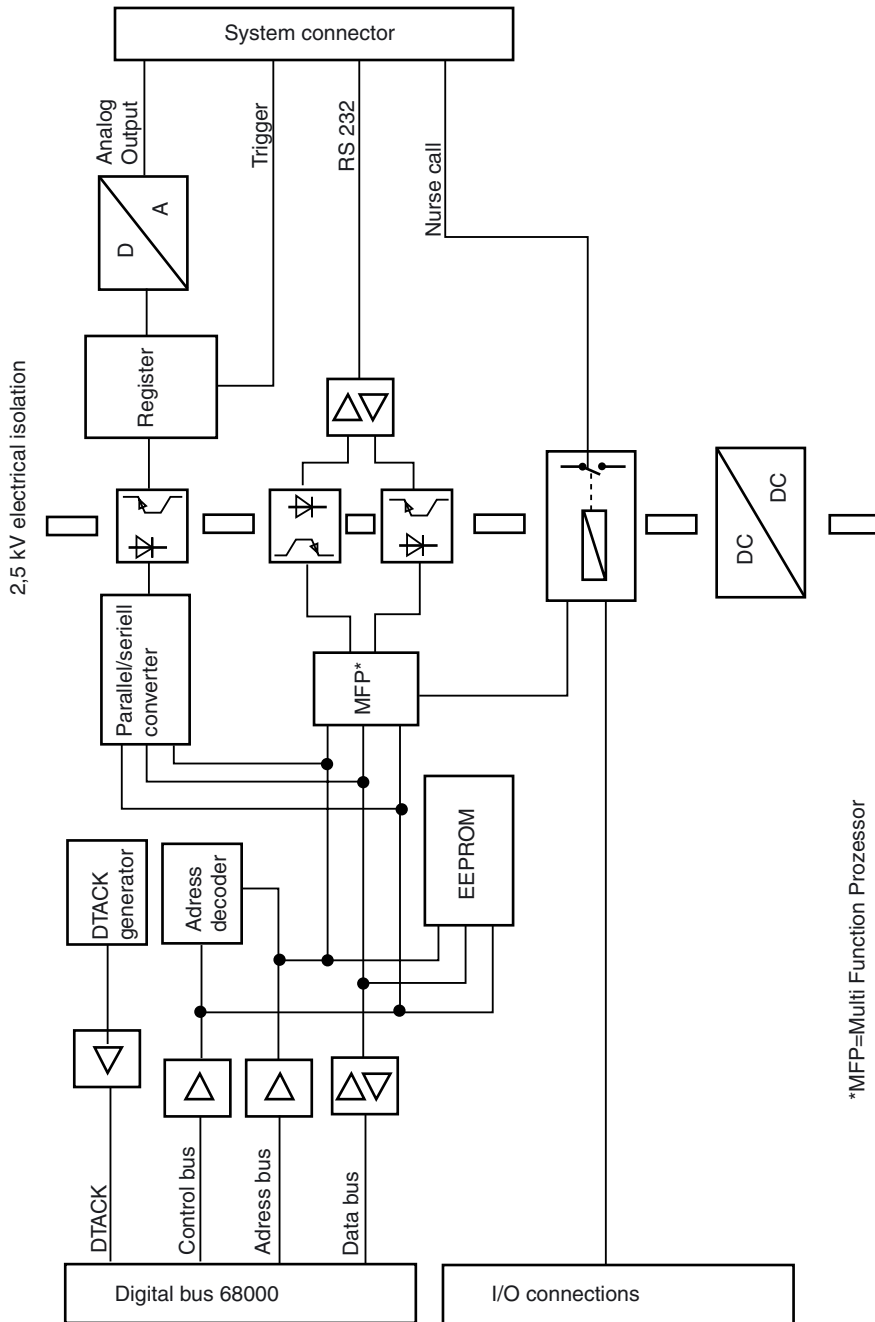 System connector
Analog
Output
Trigger
RS 232
Nurse call
D
A
Register
2,5 kV electrical isolation
DC
DC
Parallel/seriell
converter
MFP*
DTACK
generator
Adress
decoder
EEPROM
DTACK
Control bus
Adress bus
Data bus
*MFP=Multi Function Prozessor
Digital bus 68000
I/O connections